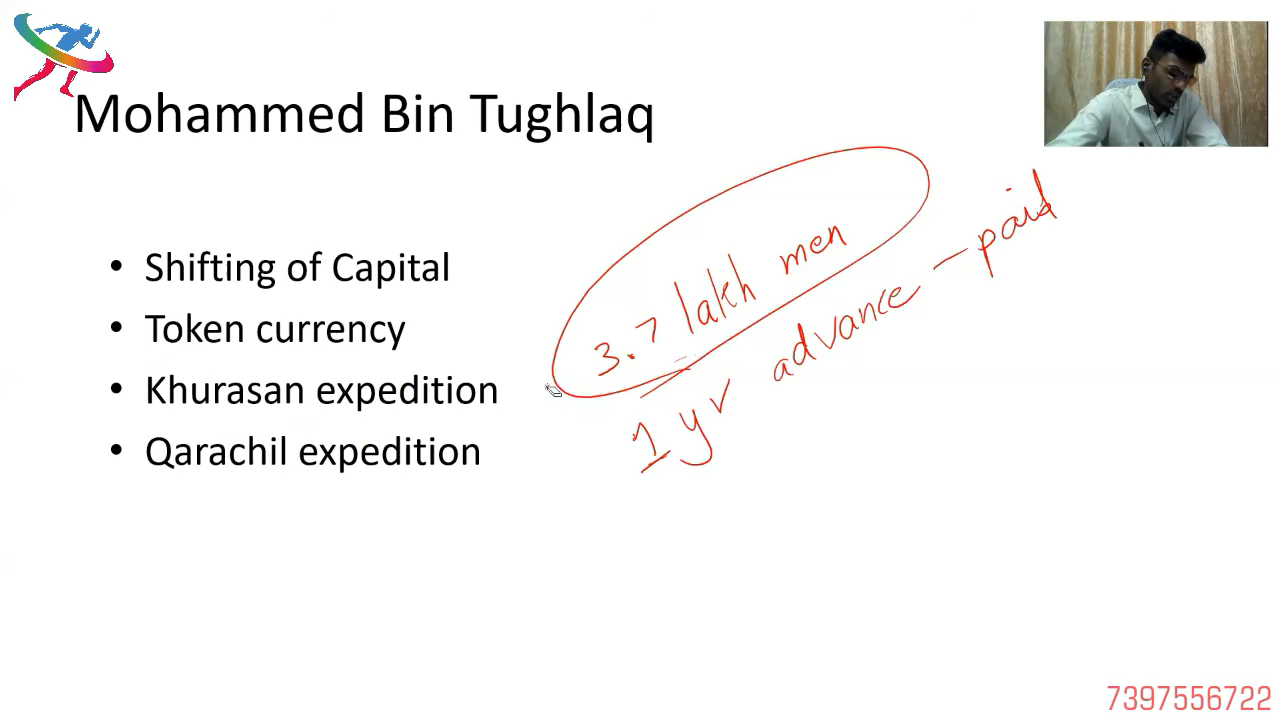 Mohammed Bin Tughlaq
• Shifting of Capital
• Token currency
• Khurasan expedition
• Qarachil expedition
3.7 lakh men
1 yr advance - paid
7397556722